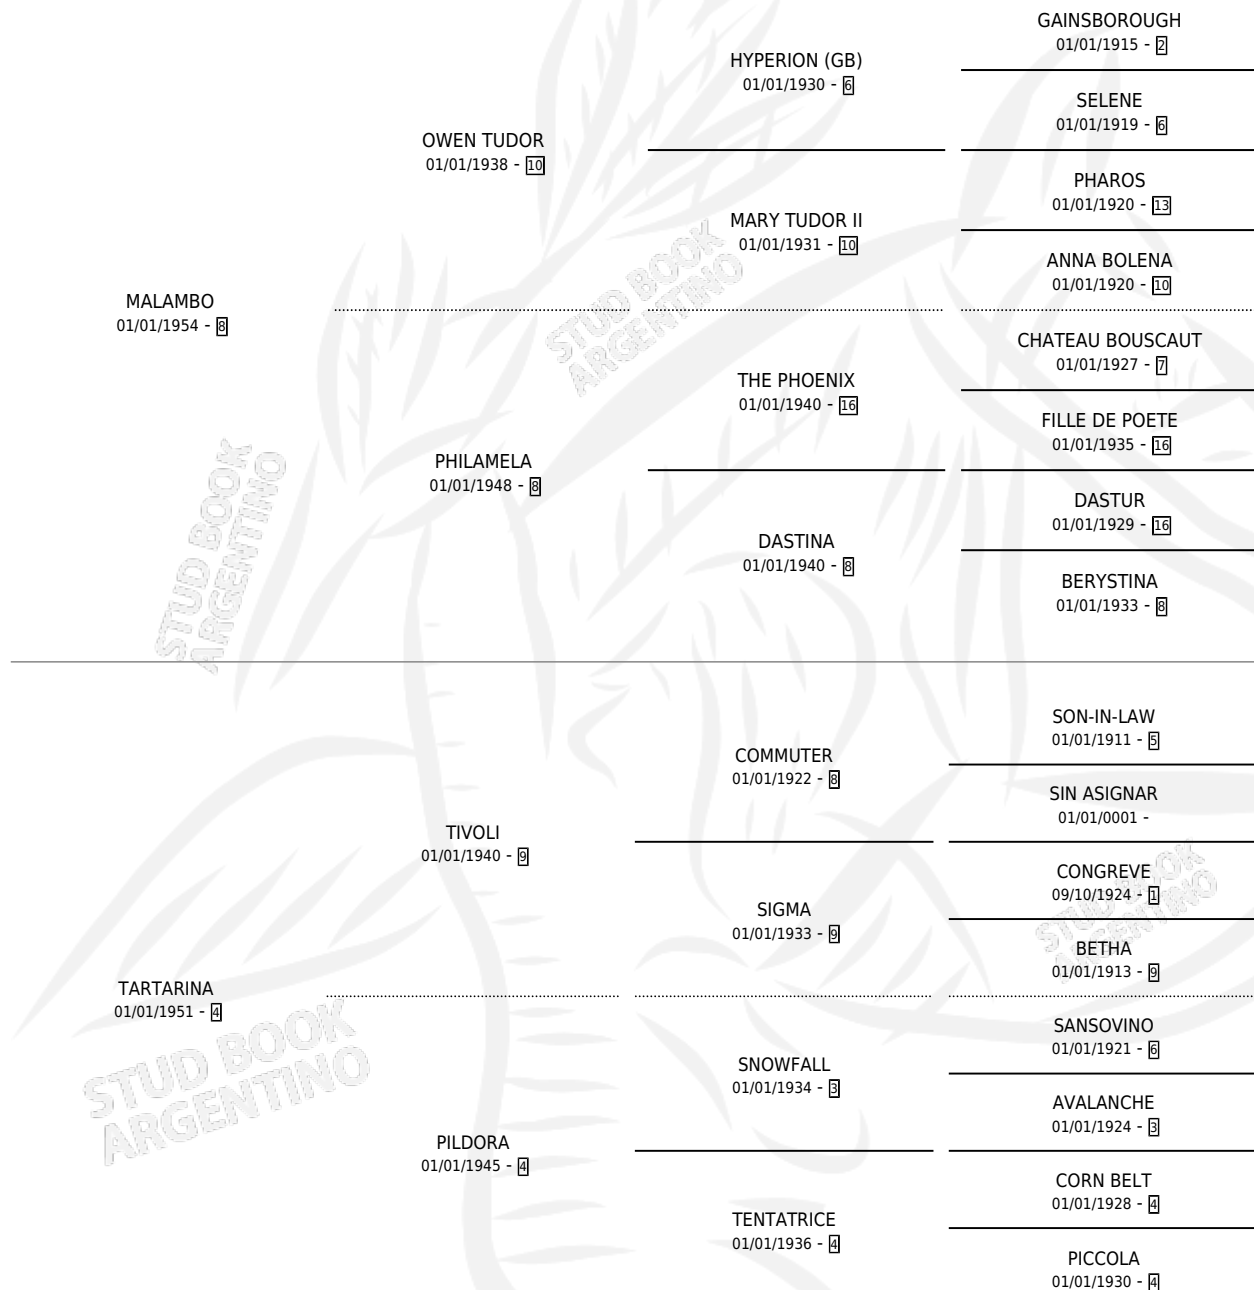 GAINSBOROUGH
01/01/1915 - 2
HYPERION (GB)
01/01/1930 - 6
SELENE
01/01/1919 - 6
OWEN TUDOR
01/01/1938 - 10
PHAROS
01/01/1920 - 13
MARY TUDOR II
01/01/1931 - 10
ANNA BOLENA
01/01/1920 - 10
MALAMBO
01/01/1954 - 8
CHATEAU BOUSCAUT
01/01/1927 - 7
THE PHOENIX
01/01/1940 - 16
FILLE DE POETE
01/01/1935 - 16
PHILAMELA
01/01/1948 - 8
DASTUR
01/01/1929 - 16
DASTINA
01/01/1940 - 8
BERYSTINA
01/01/1933 - 8
SON-IN-LAW
01/01/1911 - 5
COMMUTER
01/01/1922 - 8
SIN ASIGNAR
01/01/0001 -
TIVOLI
01/01/1940 - 9
CONGREVE
09/10/1924 - 1
SIGMA
01/01/1933 - 9
BETHA
01/01/1913 - 9
TARTARINA
01/01/1951 - 4
SANSOVINO
01/01/1921 - 6
SNOWFALL
01/01/1934 - 3
AVALANCHE
01/01/1924 - 3
PILDORA
01/01/1945 - 4
CORN BELT
01/01/1928 - 4
TENTATRICE
01/01/1936 - 4
PICCOLA
01/01/1930 - 4
STUD BOOK
ARGENTINO
STUD BOOK
ARGENTINO
STUD BOOK
ARGENTINO
STUD BOOK
ARGENTINO